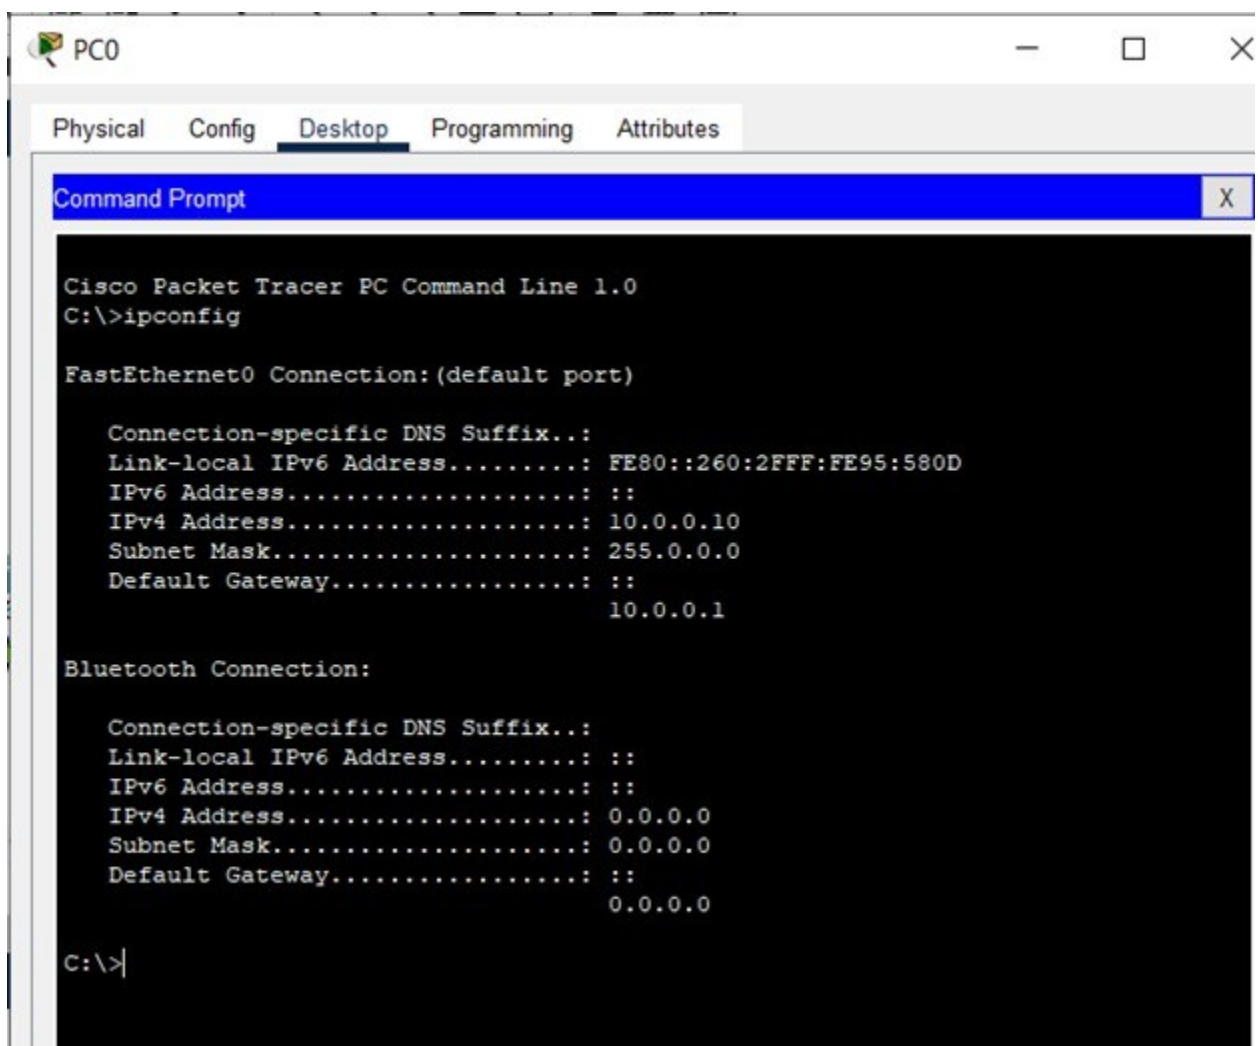 PC0
Physical Config Desktop Programming Attributes
Command Prompt X
Cisco Packet Tracer PC Command Line 1.0
C:\>ipconfig
FastEthernet0 Connection:(default port)
Connection-specific DNS Suffix..:
Link-local IPv6 Address.........: FE80::260:2FFF:FE95:580D
IPv6 Address....................: ::
IPv4 Address....................: 10.0.0.10
Subnet Mask.....................: 255.0.0.0
Default Gateway.................: ::
10.0.0.1
Bluetooth Connection:
Connection-specific DNS Suffix..:
Link-local IPv6 Address.........: ::
IPv6 Address....................: ::
IPv4 Address....................: 0.0.0.0
Subnet Mask.....................: 0.0.0.0
Default Gateway.................: ::
0.0.0.0
C:\>